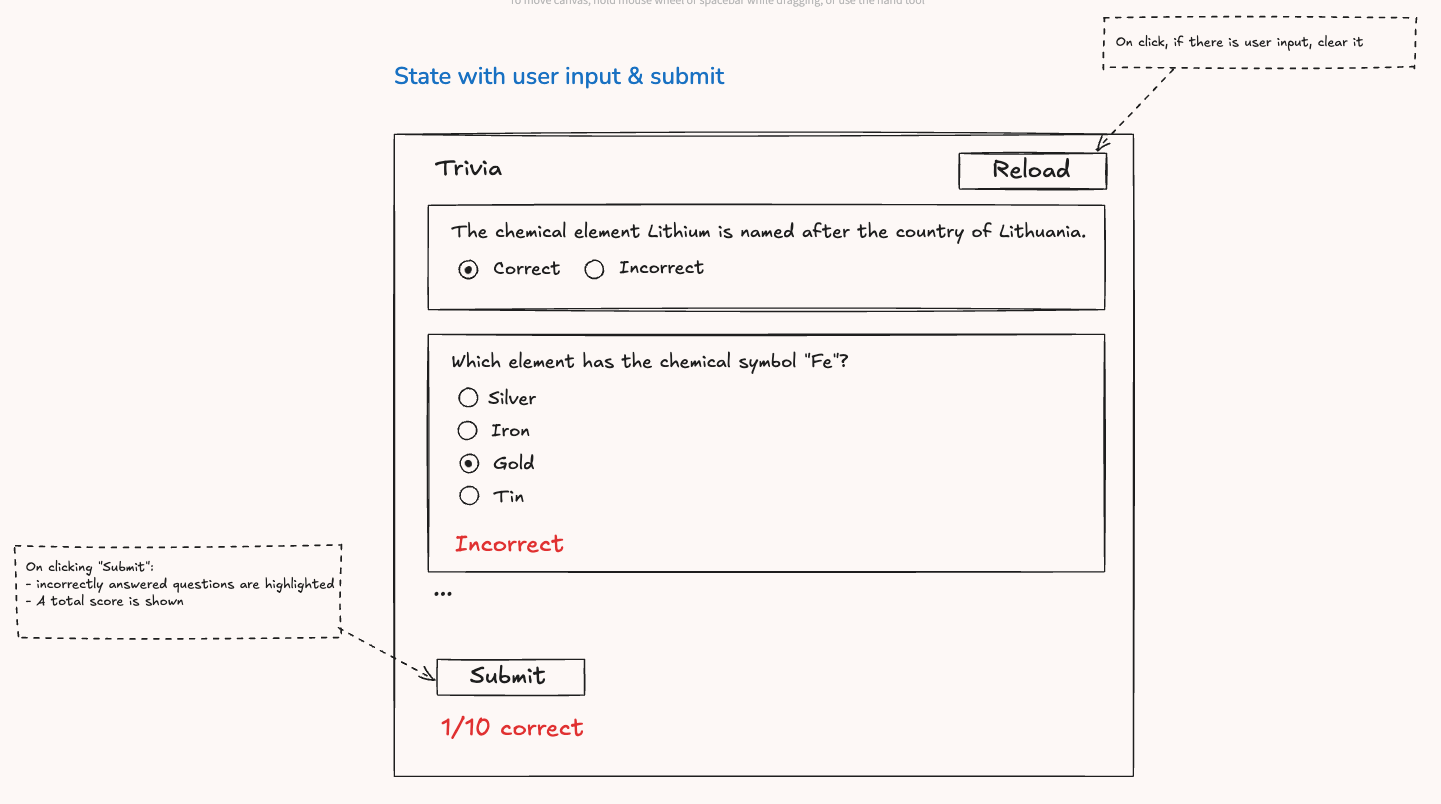 To move canvas, hold mouse wheel or spacebar while dragging, or use the hand tool
On click, if there is user input, clear it
State with user input & submit
Trivia
Reload
The chemical element Lithium is named after the country of Lithuania.
Correct Incorrect
Which element has the chemical symbol "Fe"?
Silver
Iron
Gold
Tin
Incorrect
On clicking "Submit":
- incorrectly answered questions are highlighted
- A total score is shown
...
Submit
1/10 correct